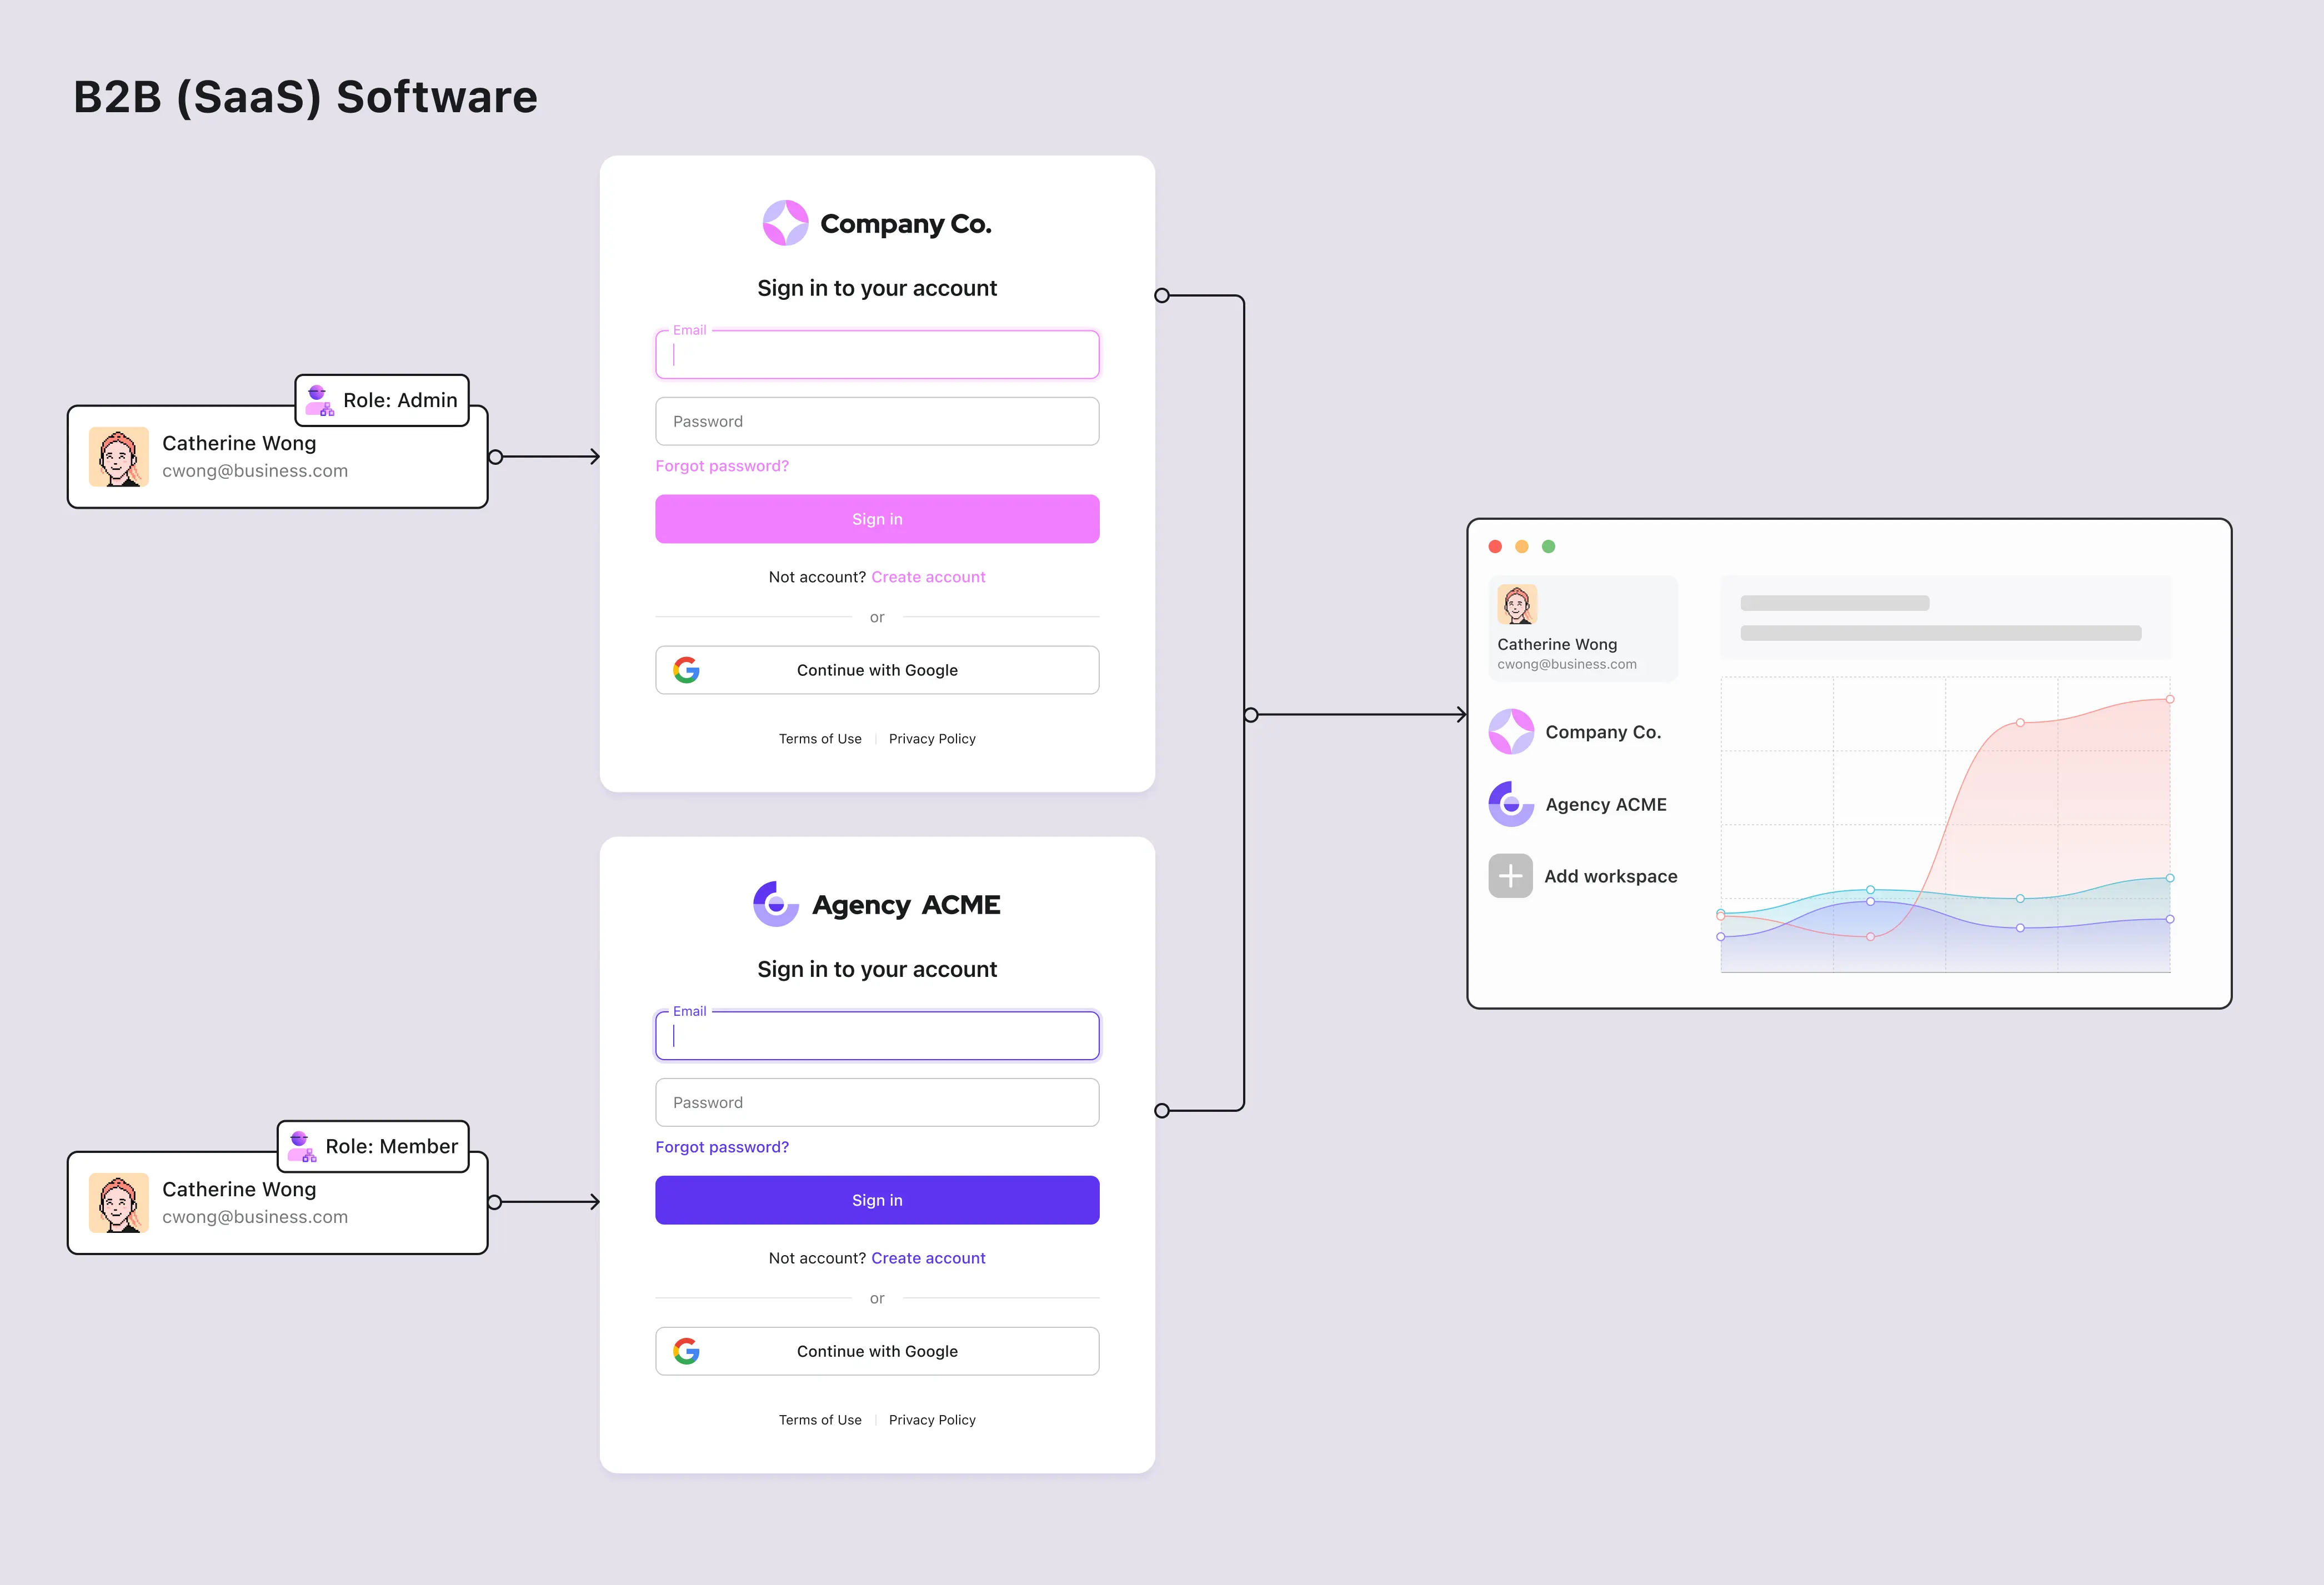 B2B (SaaS) Software
Role: Admin
Catherine Wong
cwong@business.com
Company Co.
Sign in to your account
Email
Password
Forgot password?
Sign in
Not account? Create account
or
Continue with Google
Terms of Use
Privacy Policy
Role: Member
Catherine Wong
cwong@business.com
Agency ACME
Sign in to your account
Email
Password
Forgot password?
Sign in
Not account? Create account
or
Continue with Google
Terms of Use
Privacy Policy
Catherine Wong
cwong@business.com
Company Co.
Agency ACME
Add workspace